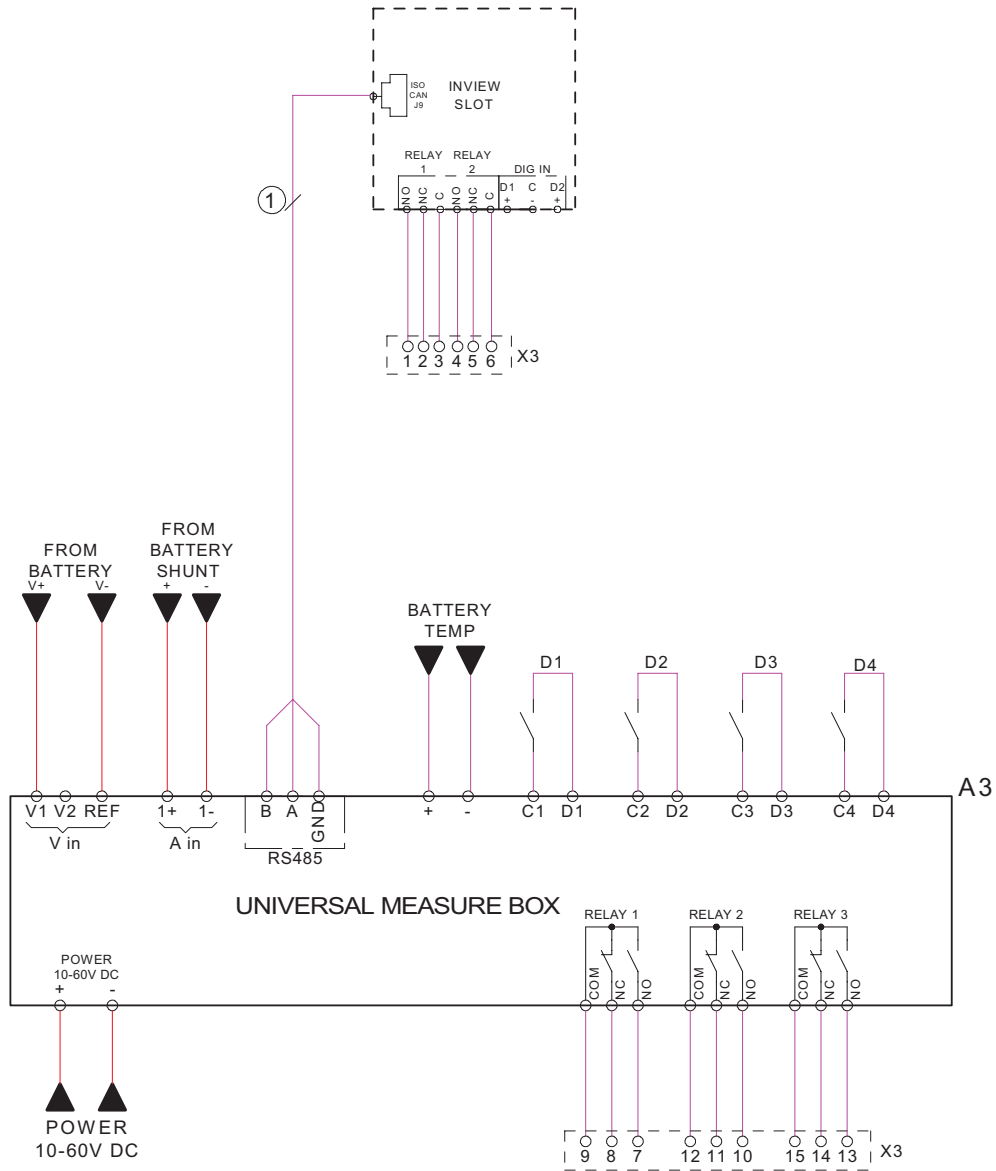 ISO
CAN
J9
INVIEW
SLOT
RELAY RELAY
1 2
DIG IN
D1 C D2
+ - +
NO NC C NO NC C
1
1 2 3 4 5 6
X3
FROM
BATTERY
V+ V-
FROM
BATTERY
SHUNT
+ -
BATTERY
TEMP
D1 D2 D3 D4
A3
V1 V2 REF
V in
1+ 1-
A in
B A GND
RS485
+ -
C1 D1 C2 D2 C3 D3 C4 D4
UNIVERSAL MEASURE BOX
RELAY 1 RELAY 2 RELAY 3
COM NC NO COM NC NO COM NC NO
POWER
10-60V DC
+ -
POWER
10-60V DC
9 8 7 12 11 10 15 14 13
X3